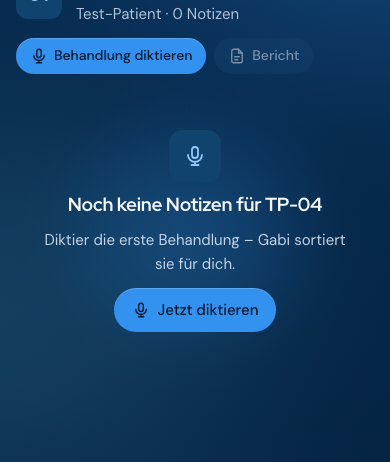 Test-Patient · 0 Notizen
Behandlung diktieren
Bericht
Noch keine Notizen für TP-04
Diktier die erste Behandlung – Gabi sortiert
sie für dich.
Jetzt diktieren